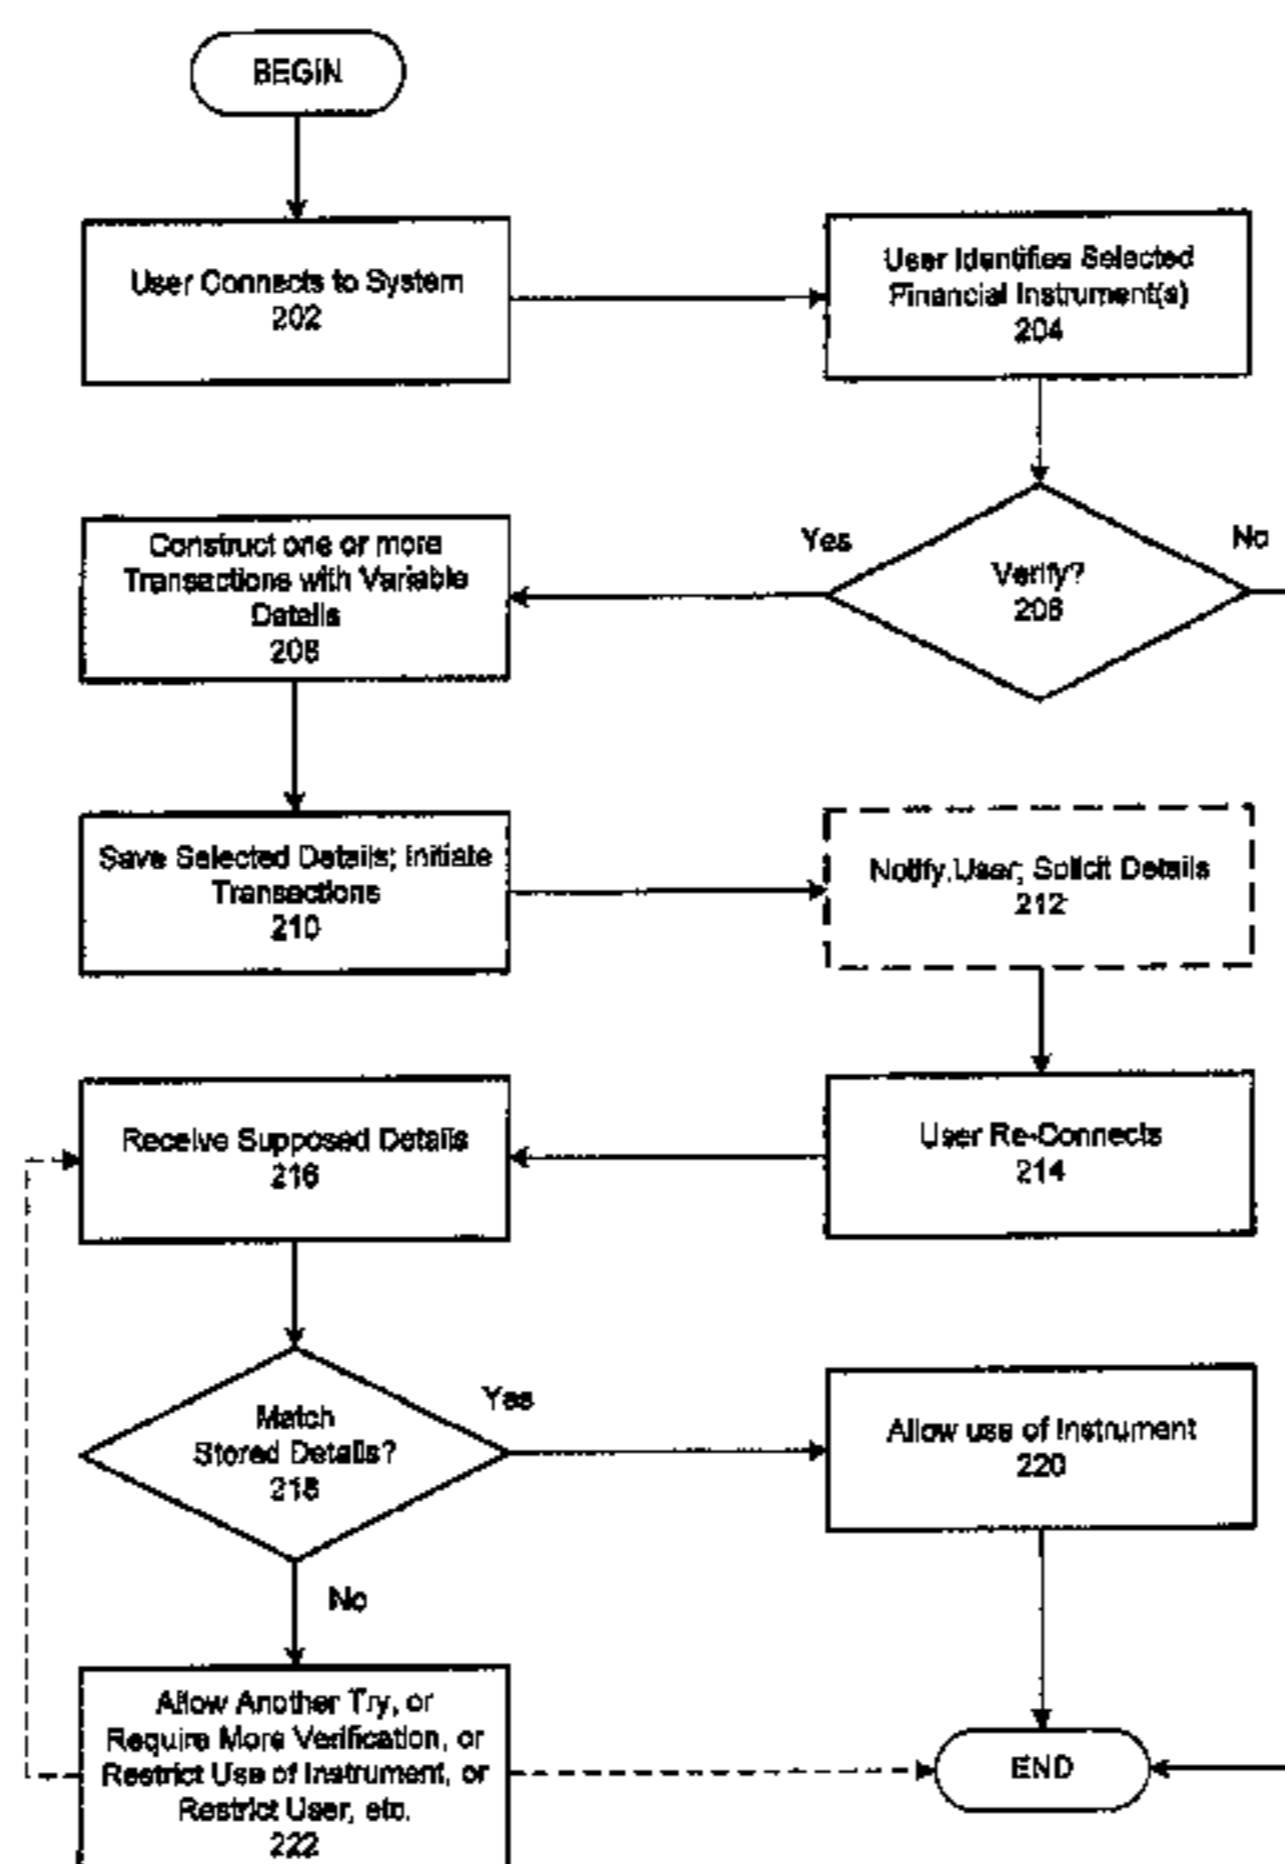 BEGIN
User Connects to System
202
User Identifies Selected
Financial Instrument(s)
204
Verify?
206
Yes
No
Construct one or more
Transactions with Variable
Details
208
Save Selected Details; Initiate
Transactions
210
Notify User; Solicit Details
212
User Re-Connects
214
Receive Supposed Details
216
Match
Stored Details?
218
Yes
No
Allow use of Instrument
220
Allow Another Try, or
Require More Verification, or
Restrict Use of Instrument, or
Restrict User, etc.
222
END